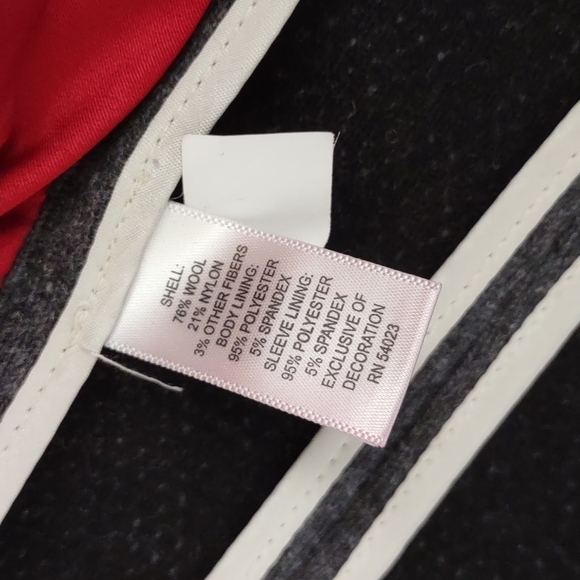 SHELL:
76% WOOL
21% NYLON
3% OTHER FIBERS
BODY LINING:
95% POLYESTER
5% SPANDEX
SLEEVE LINING:
95% POLYESTER
5% SPANDEX
EXCLUSIVE OF
DECORATION
RN 54023